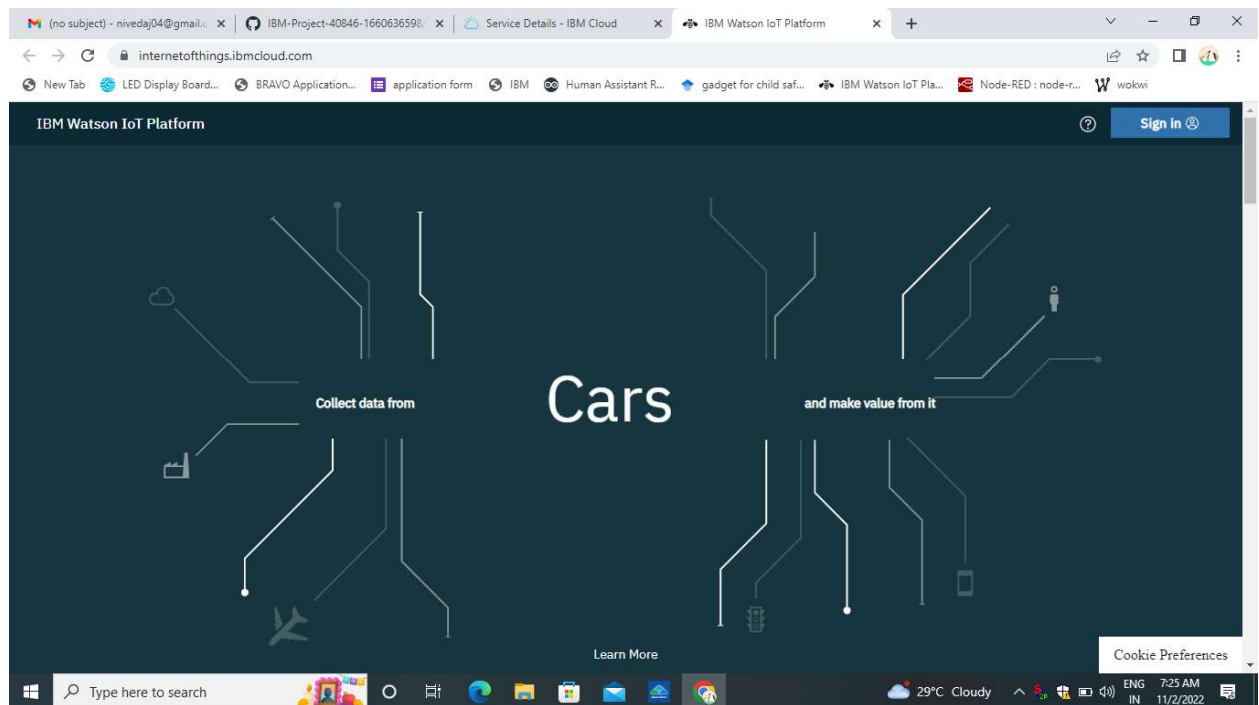 (no subject) - nivedaj04@gmail.c
IBM-Project-40846-1660636598/
Service Details - IBM Cloud
IBM Watson IoT Platform
internetofthings.ibmcloud.com
New Tab
LED Display Board...
BRAVO Application...
application form
IBM
Human Assistant R...
gadget for child saf...
IBM Watson IoT Pla...
Node-RED : node-r...
wokwi
IBM Watson IoT Platform
Sign in
Collect data from
Cars
and make value from it
Learn More
Cookie Preferences
Type here to search
29°C Cloudy
ENG
IN
7:25 AM
11/2/2022